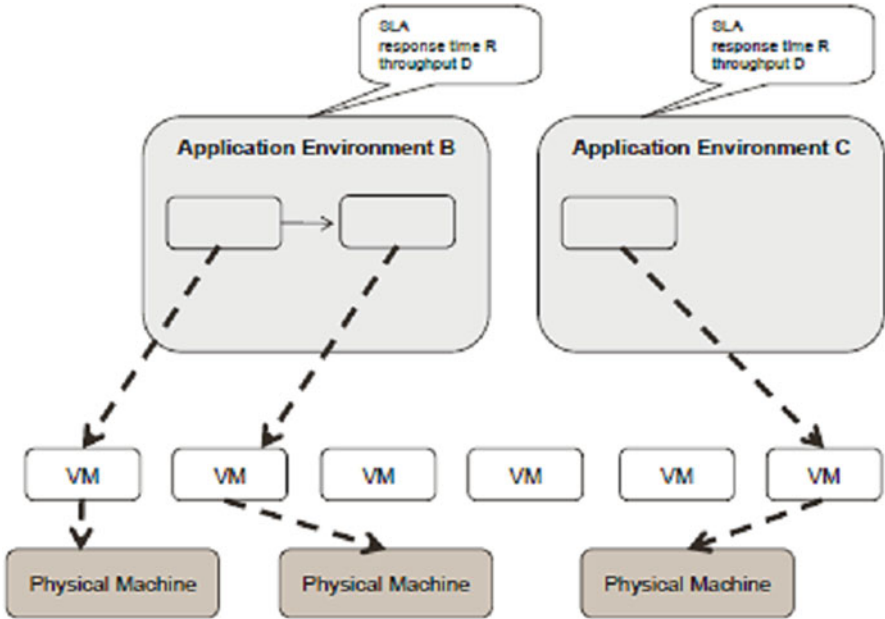 SLA
response time R
throughput D
SLA
response time R
throughput D
Application Environment B
Application Environment C
VM
VM
VM
VM
VM
VM
Physical Machine
Physical Machine
Physical Machine